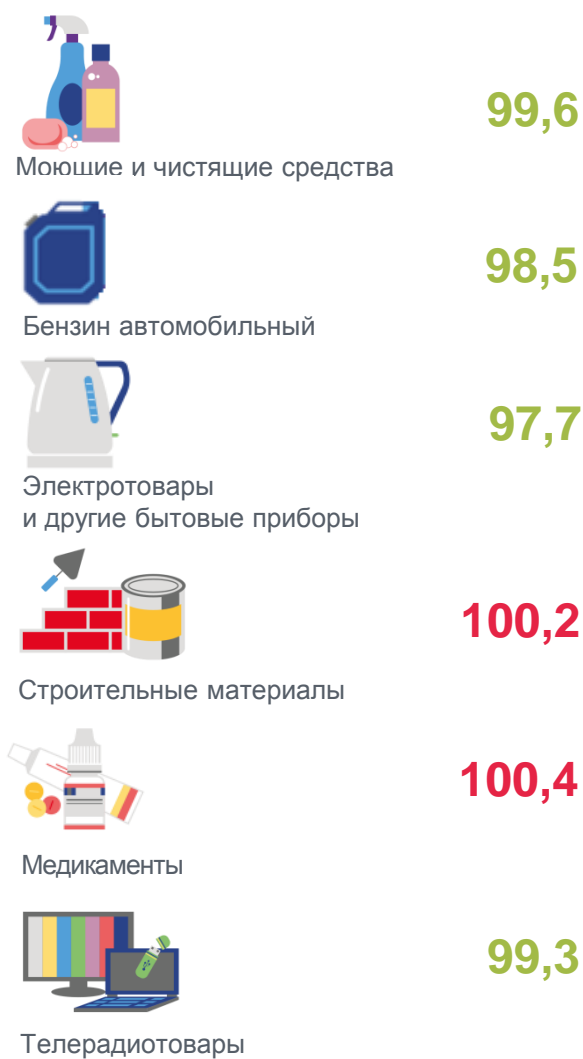 99,6
Моющие и чистящие средства
98,5
Бензин автомобильный
97,7
Электротовары
и другие бытовые приборы
100,2
Строительные материалы
100,4
Медикаменты
99,3
Телерадиотовары